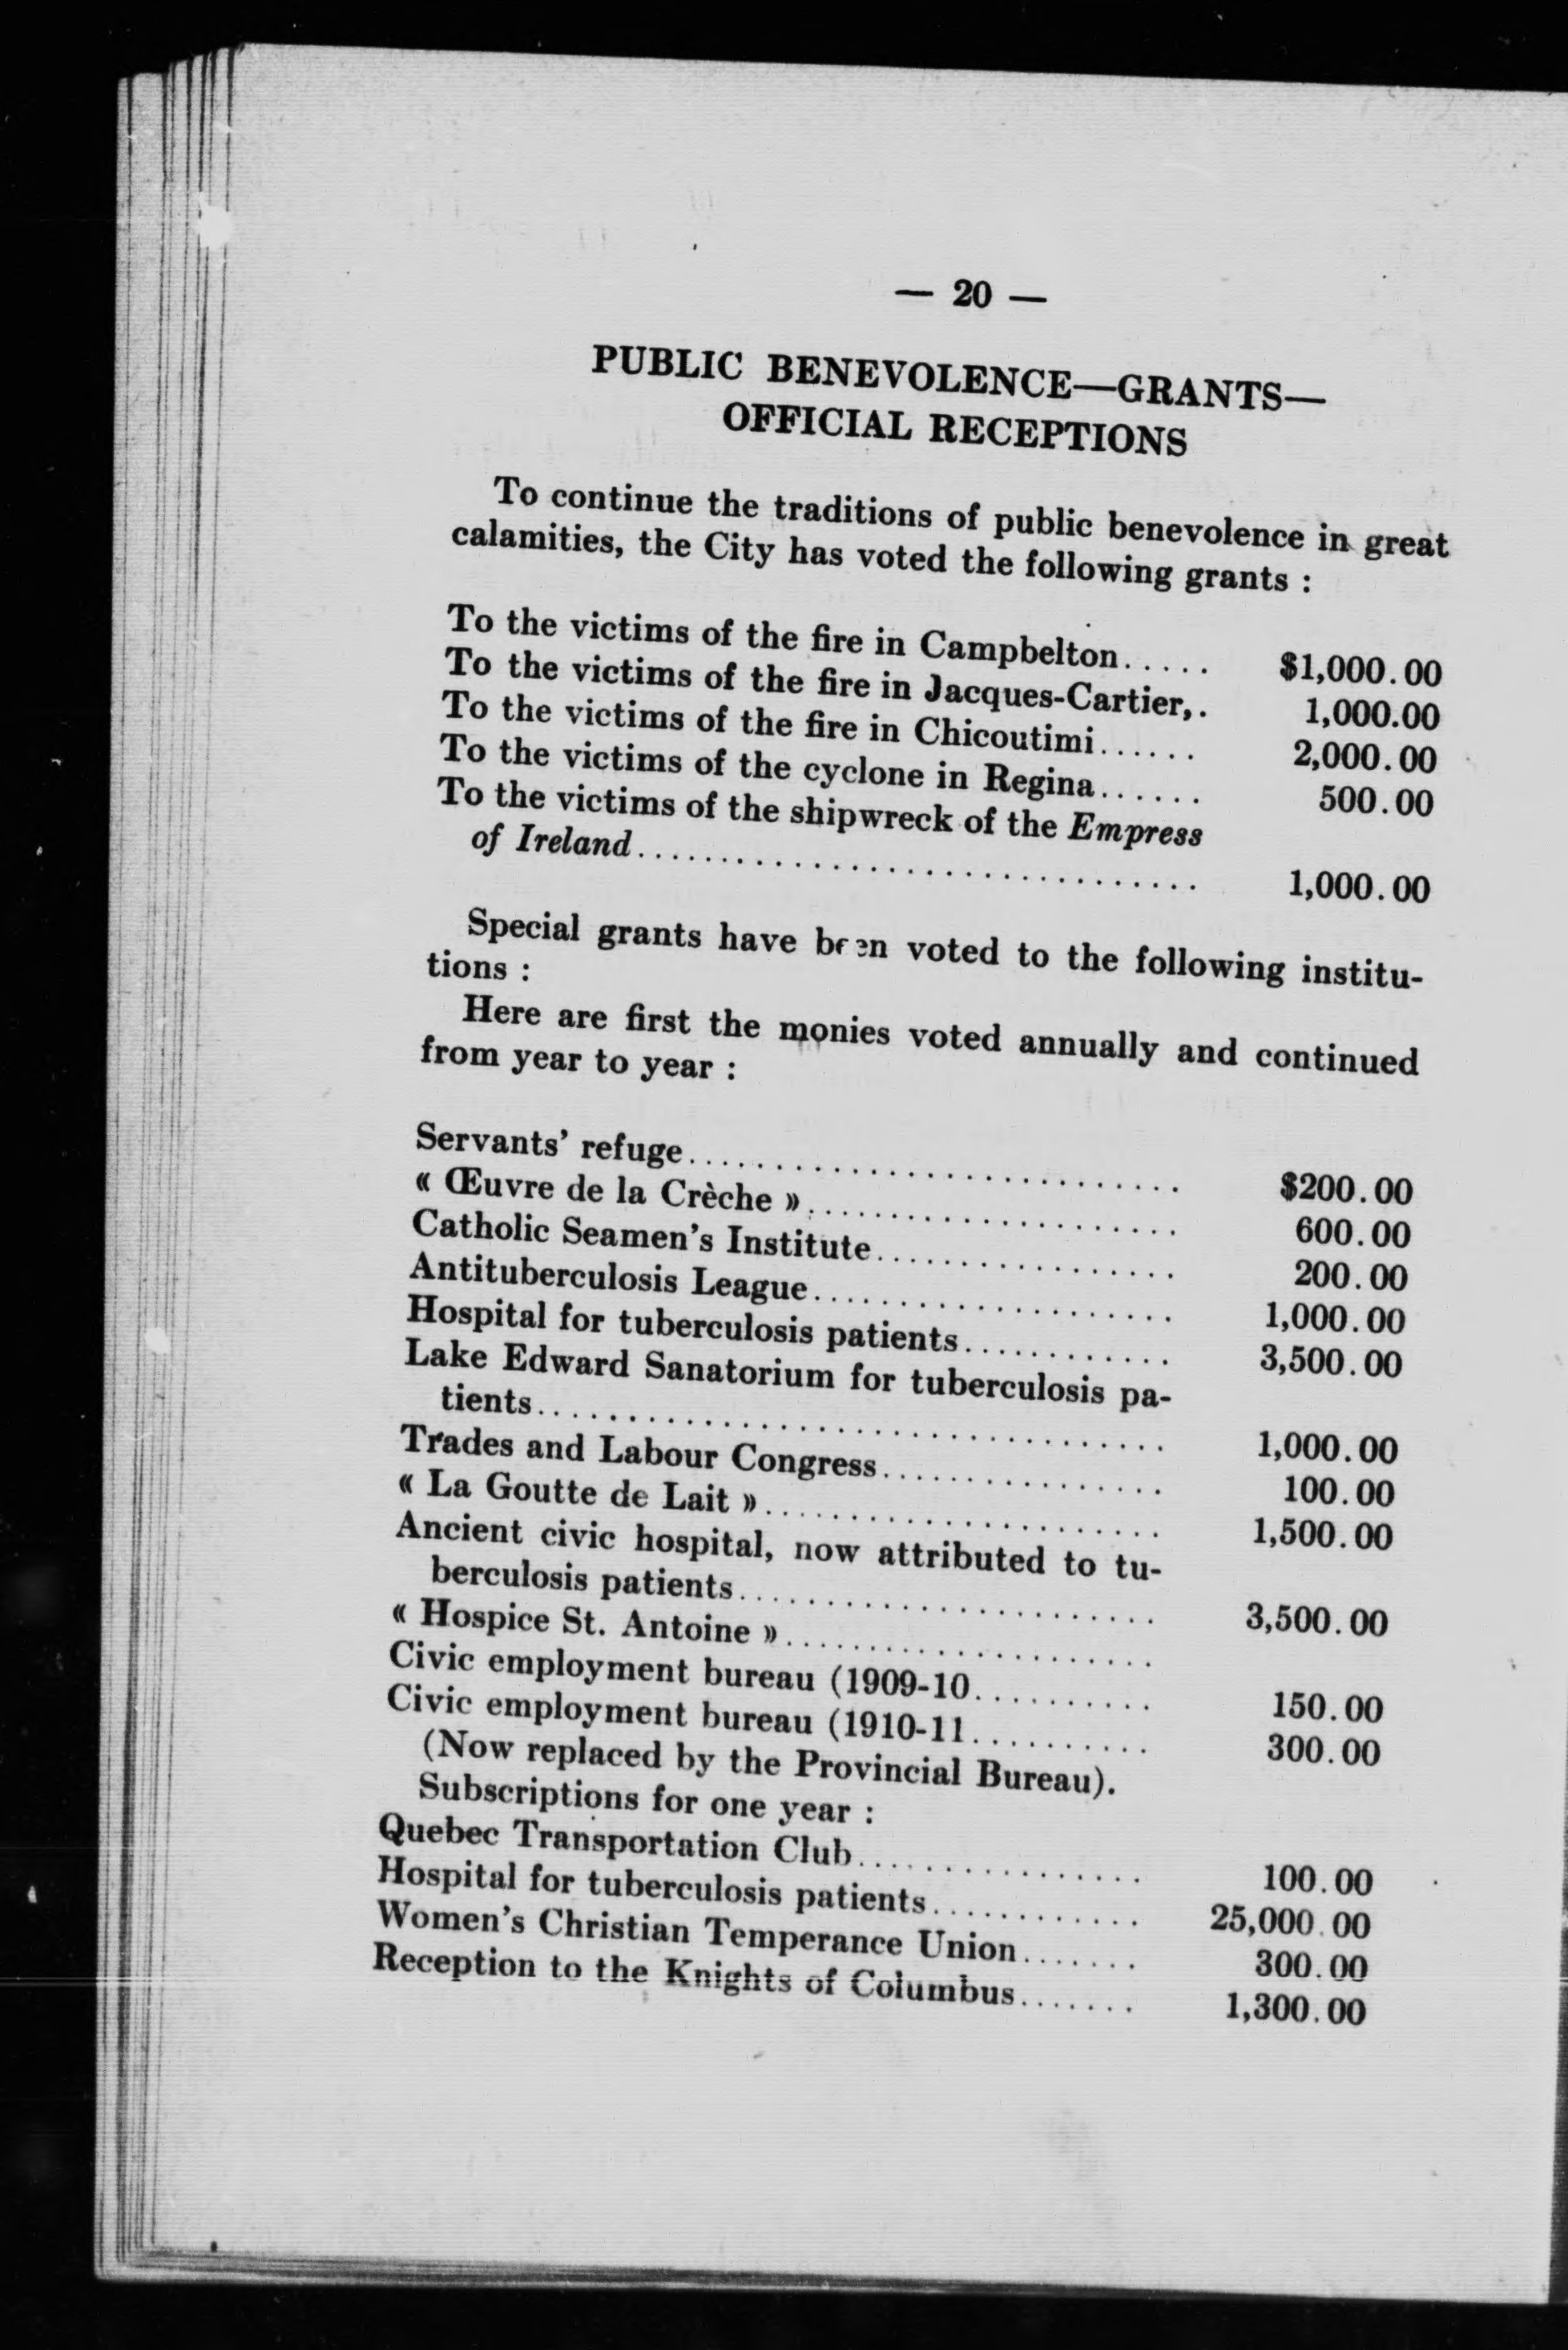 — 20 —
PUBLIC BENEVOLENCE—GRANTS—
OFFICIAL RECEPTIONS
To continue the traditions of public benevolence in great
calamities, the City has voted the following grants :
To the victims of the fire in Campbelton..... $1,000.00
To the victims of the fire in Jacques-Cartier,. 1,000.00
To the victims of the fire in Chicoutimi...... 2,000.00
To the victims of the cyclone in Regina...... 500.00
To the victims of the shipwreck of the Empress
of Ireland.............................. 1,000.00
Special grants have been voted to the following institu-
tions :
Here are first the monies voted annually and continued
from year to year :
Servants' refuge.......................... $200.00
« Œuvre de la Crèche »..................... 600.00
Catholic Seamen's Institute................. 200.00
Antituberculosis League..................... 1,000.00
Hospital for tuberculosis patients............ 3,500.00
Lake Edward Sanatorium for tuberculosis pa-
tients................................. 1,000.00
Trades and Labour Congress................ 100.00
« La Goutte de Lait »...................... 1,500.00
Ancient civic hospital, now attributed to tu-
berculosis patients....................... 3,500.00
« Hospice St. Antoine ».....................
Civic employment bureau (1909-10.......... 150.00
Civic employment bureau (1910-11.......... 300.00
(Now replaced by the Provincial Bureau).
Subscriptions for one year :
Quebec Transportation Club................ 100.00
Hospital for tuberculosis patients............ 25,000.00
Women's Christian Temperance Union....... 300.00
Reception to the Knights of Columbus....... 1,300.00